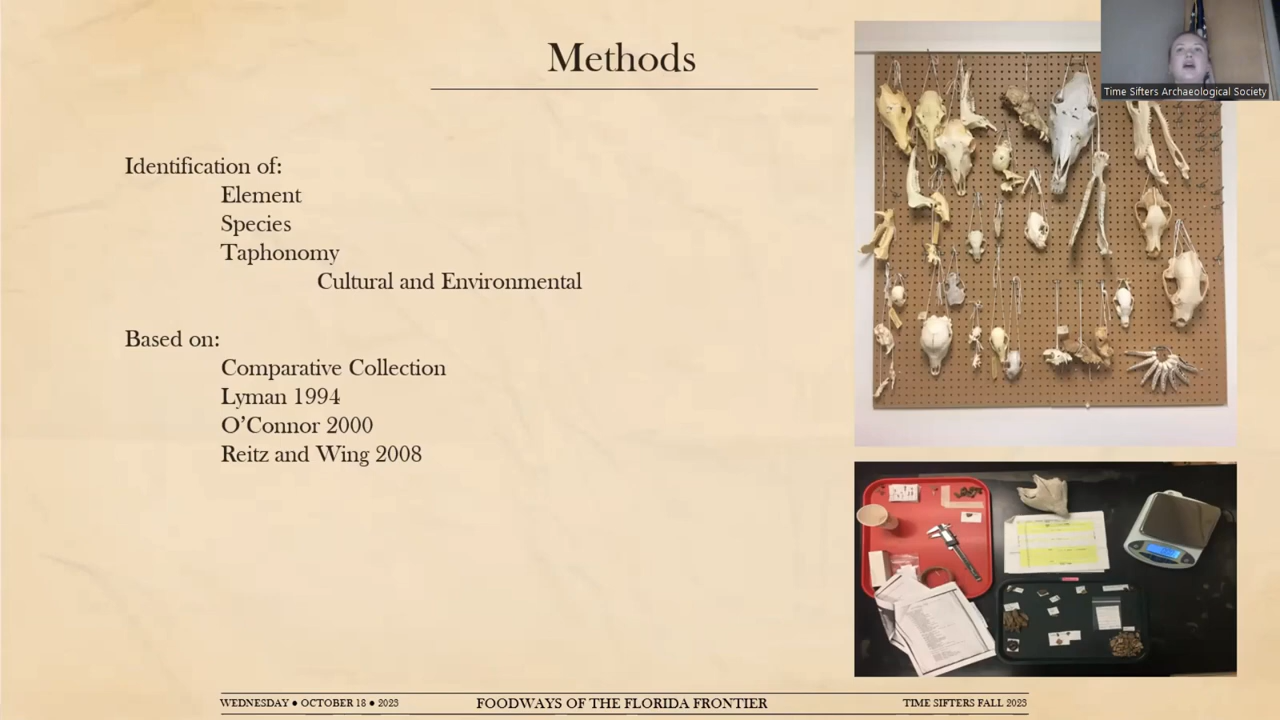 Methods
Time Sifters Archaeological Society
Identification of:
Element
Species
Taphonomy
Cultural and Environmental
Based on:
Comparative Collection
Lyman 1994
O’Connor 2000
Reitz and Wing 2008
WEDNESDAY ● OCTOBER 18 ● 2023
FOODWAYS OF THE FLORIDA FRONTIER
TIME SIFTERS FALL 2023